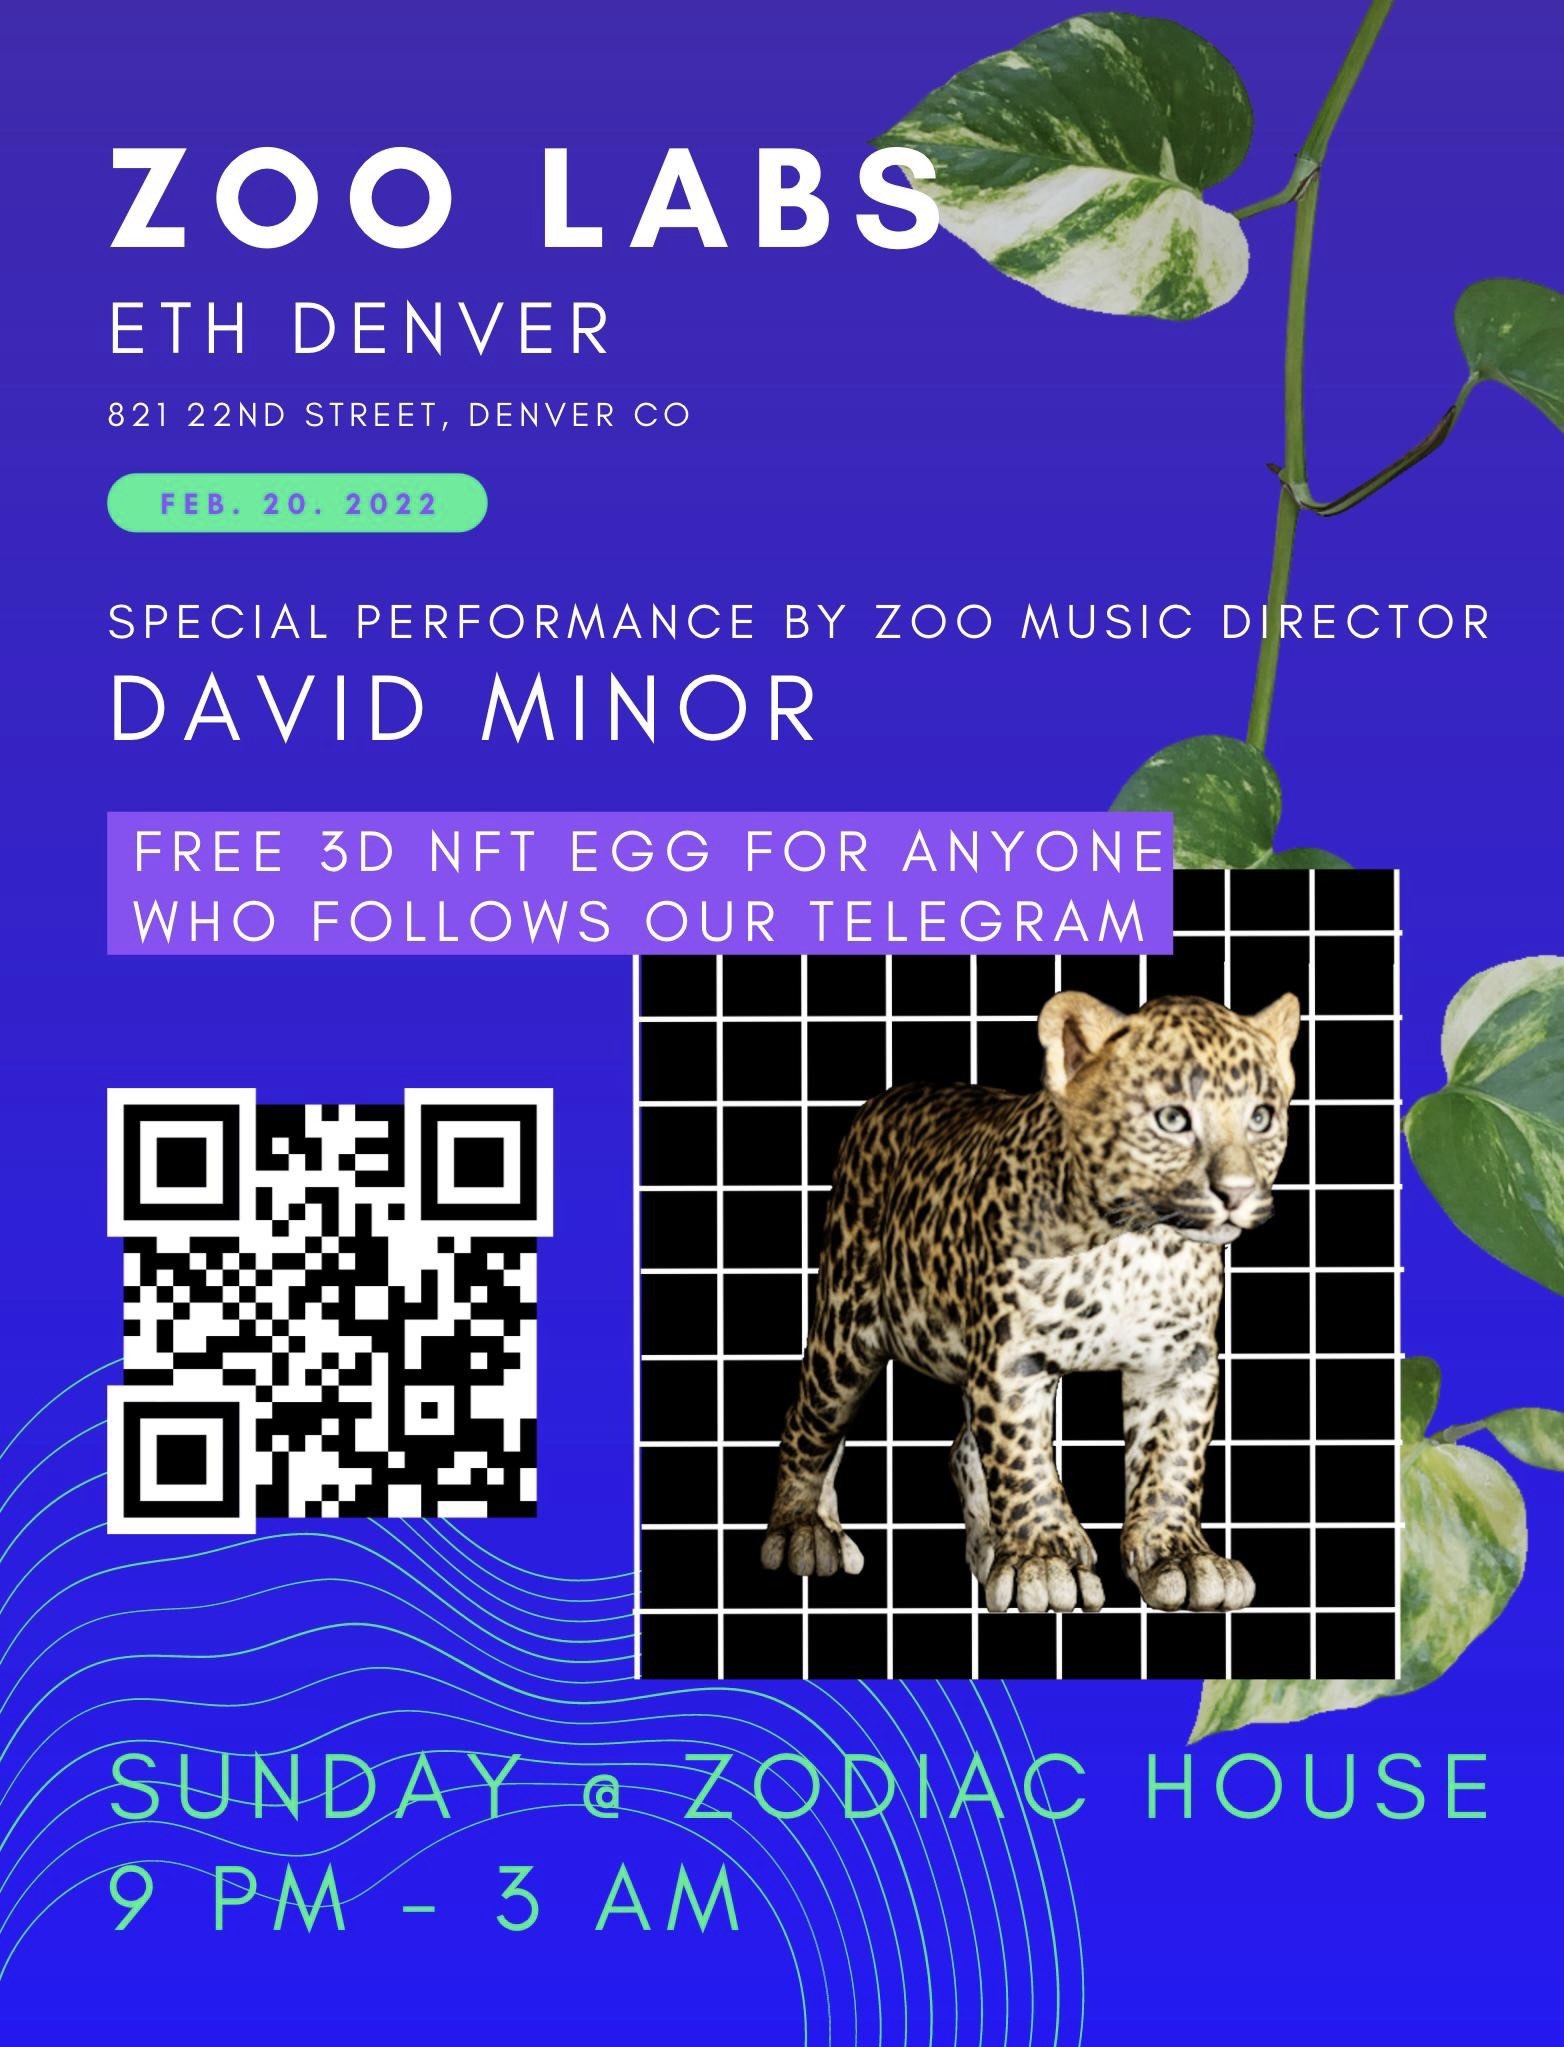 ZOO LABS
ETH DENVER
821 22ND STREET, DENVER CO
FEB. 20. 2022
SPECIAL PERFORMANCE BY ZOO MUSIC DIRECTOR
DAVID MINOR
FREE 3D NFT EGG FOR ANYONE
WHO FOLLOWS OUR TELEGRAM
SUNDAY @ ZODIAC HOUSE
9 PM - 3 AM